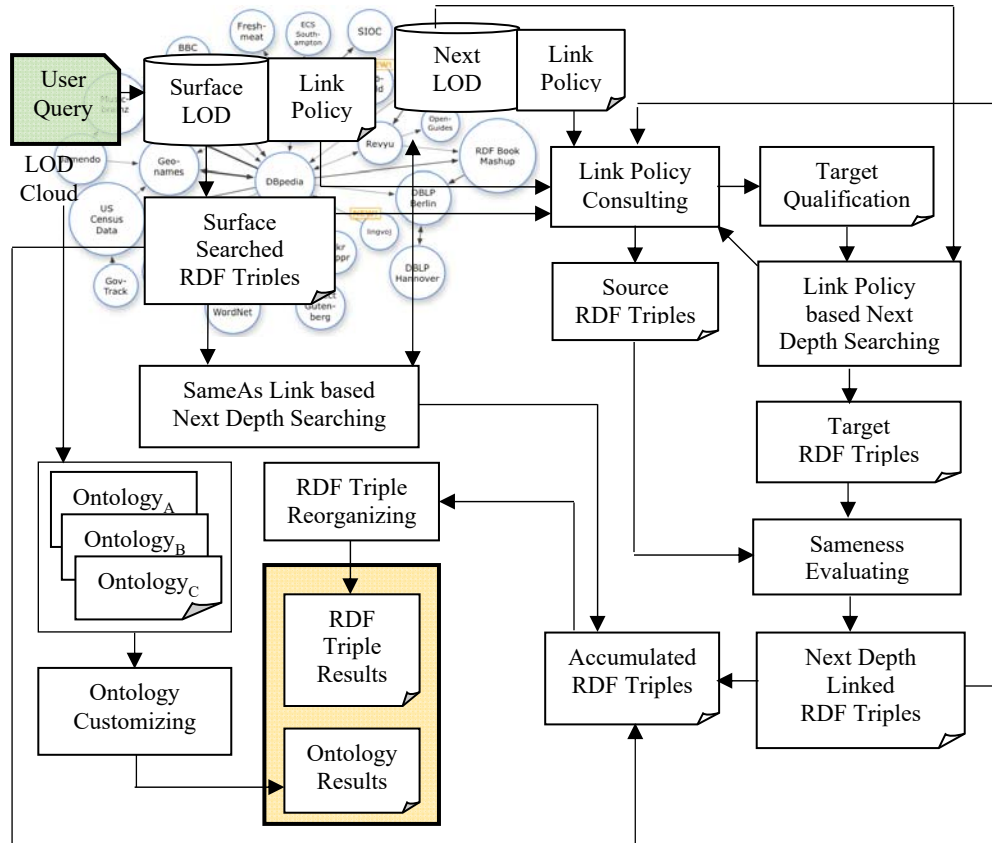 Fresh-
meat
ECS
South-
ampton
SIOC
BBC
User
Query
Surface
LOD
Link
Policy
Next
LOD
Link
Policy
Open-
Guides
Revyu
RDF Book
Mashup
LOD
Cloud
Geo-
names
DBpedia
DBLP
Berlin
Link Policy
Consulting
Target
Qualification
US
Census
Data
Surface
Searched
RDF Triples
lingvoj
DBLP
Hannover
Gov-
Track
WordNet
Guten-
berg
Source
RDF Triples
Link Policy
based Next
Depth Searching
SameAs Link based
Next Depth Searching
Target
RDF Triples
Ontology A
Ontology B
Ontology C
RDF Triple
Reorganizing
Sameness
Evaluating
RDF
Triple
Results
Accumulated
RDF Triples
Next Depth
Linked
RDF Triples
Ontology
Customizing
Ontology
Results